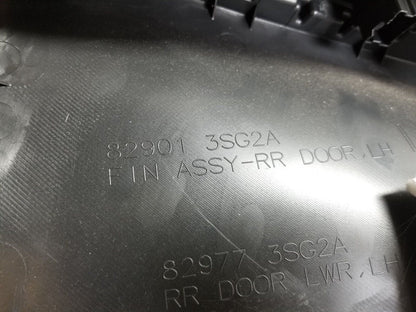 82901 3SG2A
FIN ASSY-RR DOOR,LH
82977 3SG2A
RR DOOR LWR,LH